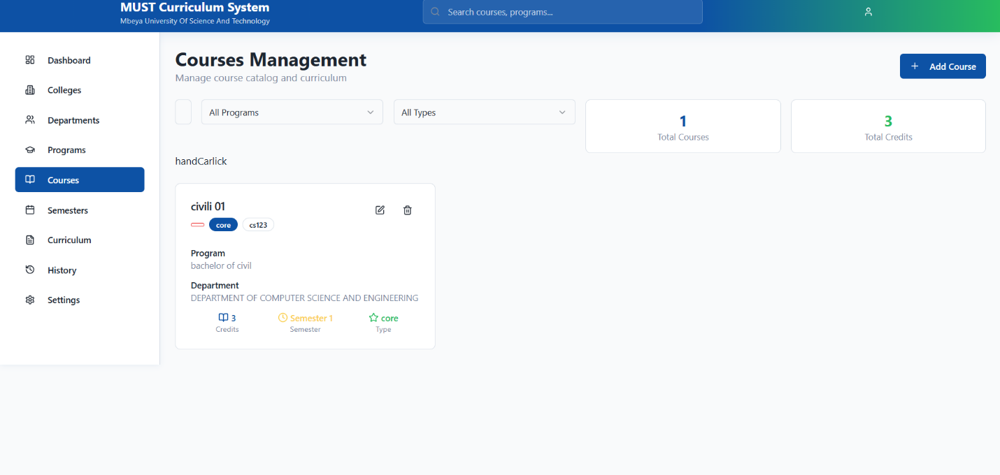 MUST Curriculum System
Mbeya University Of Science And Technology
Search courses, programs...
Dashboard
Colleges
Departments
Programs
Courses
Semesters
Curriculum
History
Settings
Courses Management
Manage course catalog and curriculum
Add Course
All Programs
All Types
1
Total Courses
3
Total Credits
handCarlick
civili 01
core
cs123
Program
bachelor of civil
Department
DEPARTMENT OF COMPUTER SCIENCE AND ENGINEERING
3
Credits
Semester 1
Semester
core
Type